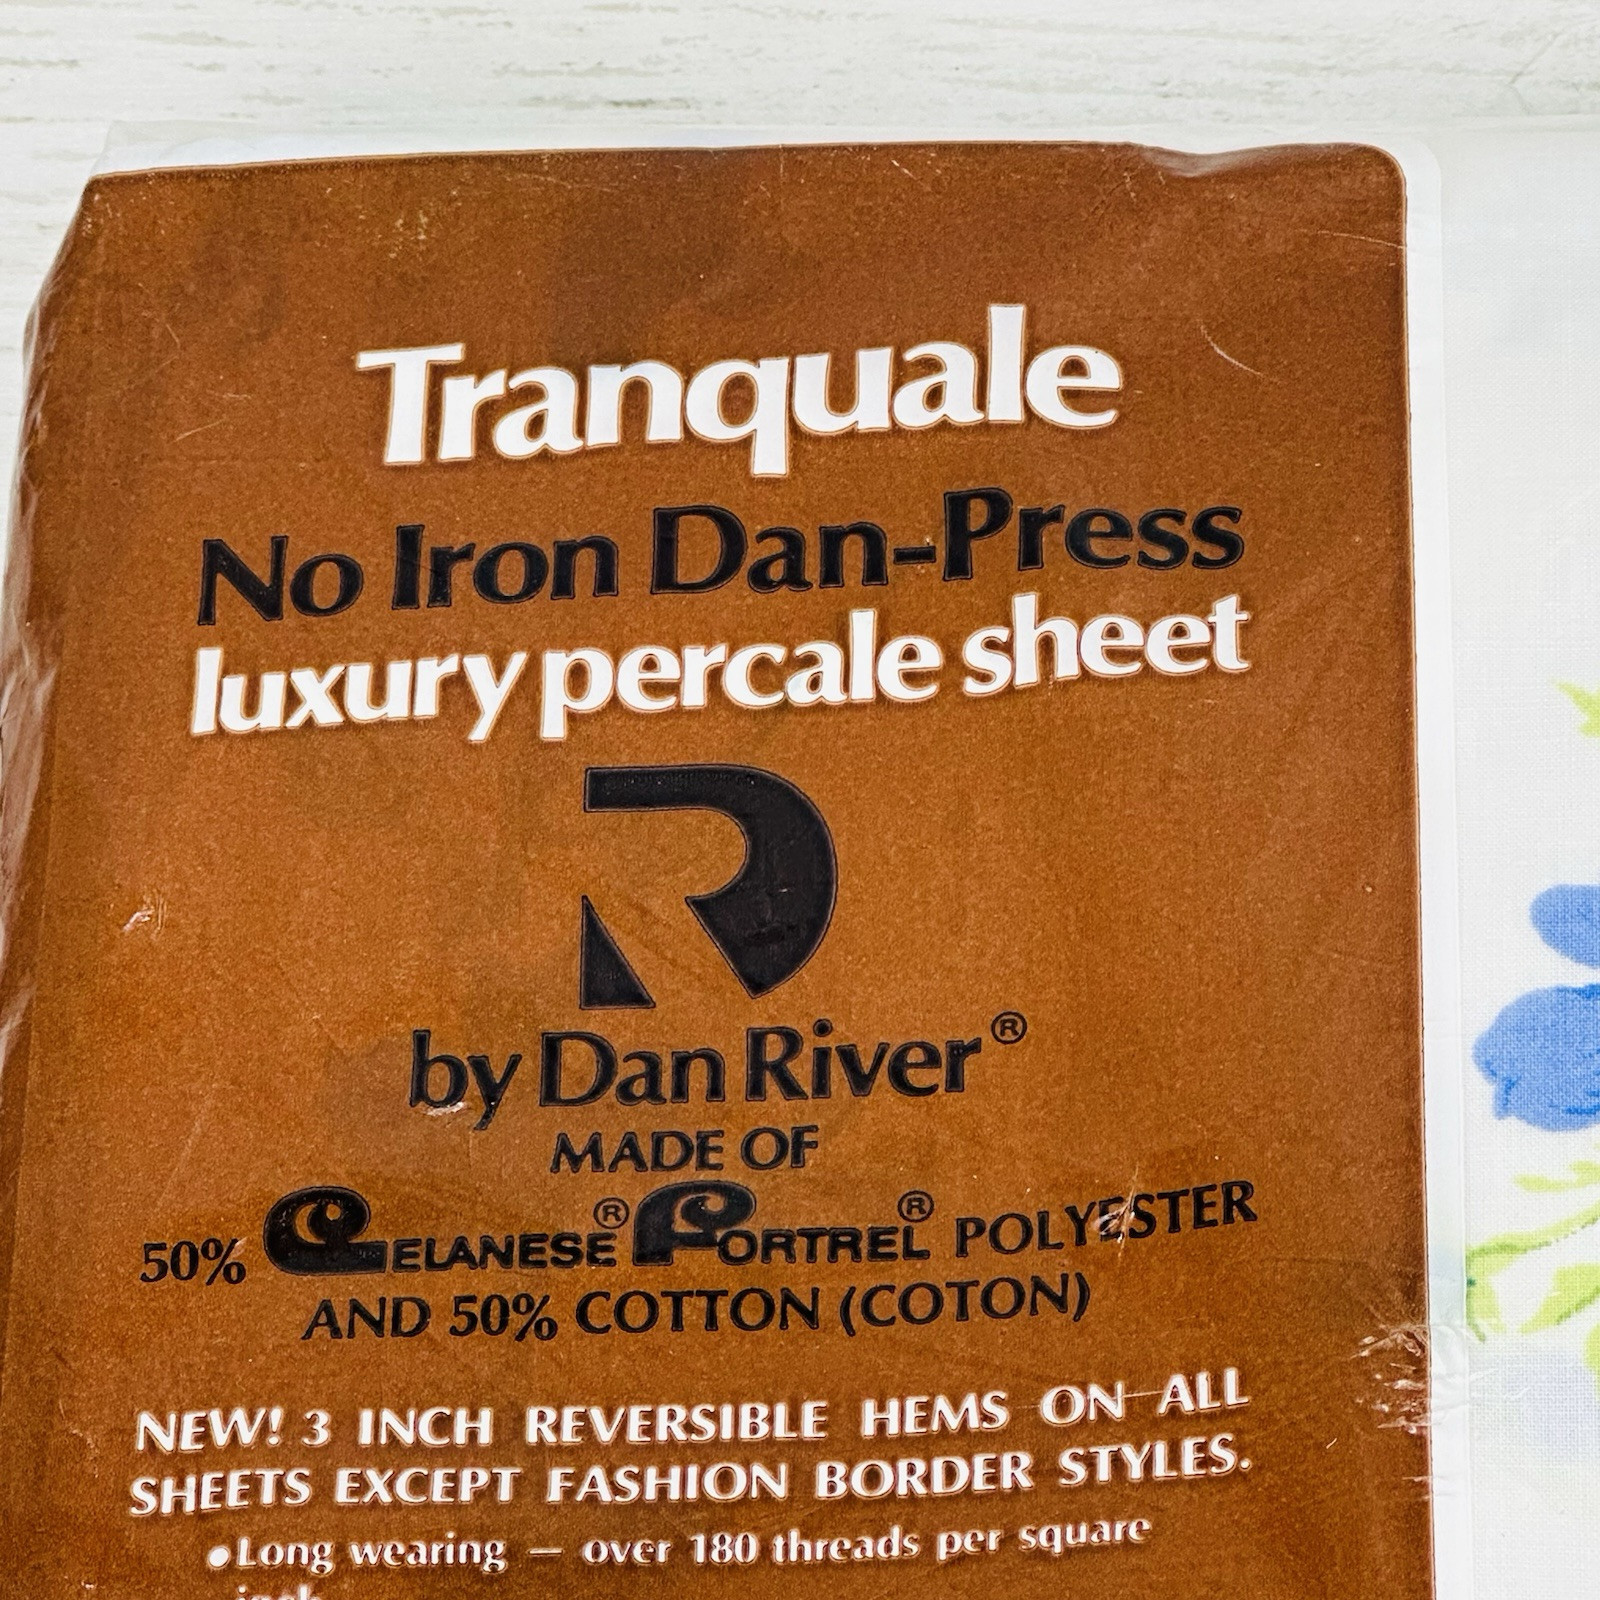 Tranquale
No Iron Dan-Press
luxury percale sheet
R
by Dan River®
MADE OF
50% CELANESE® FORTREL® POLYESTER
AND 50% COTTON (COTON)
NEW! 3 INCH REVERSIBLE HEMS ON ALL
SHEETS EXCEPT FASHION BORDER STYLES.
•Long wearing — over 180 threads per square
inch